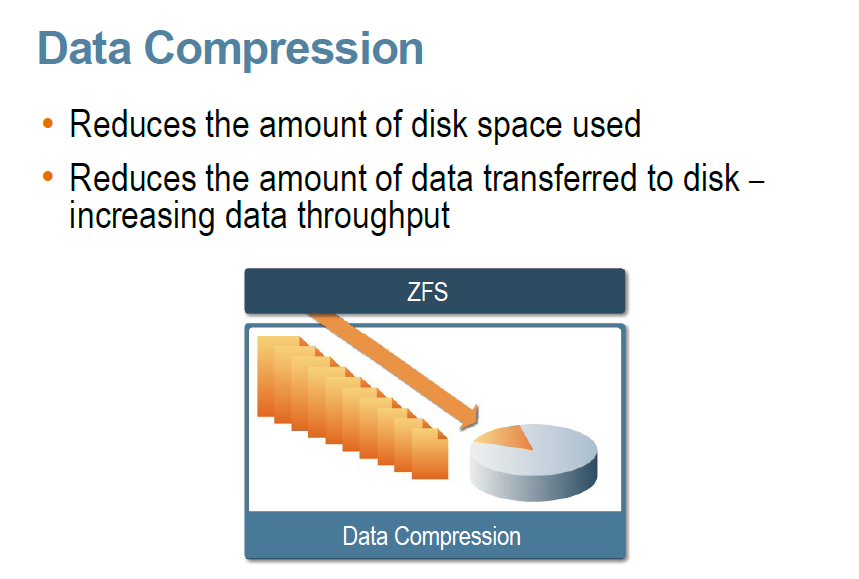 Data Compression
• Reduces the amount of disk space used
• Reduces the amount of data transferred to disk –
increasing data throughput
ZFS
Data Compression